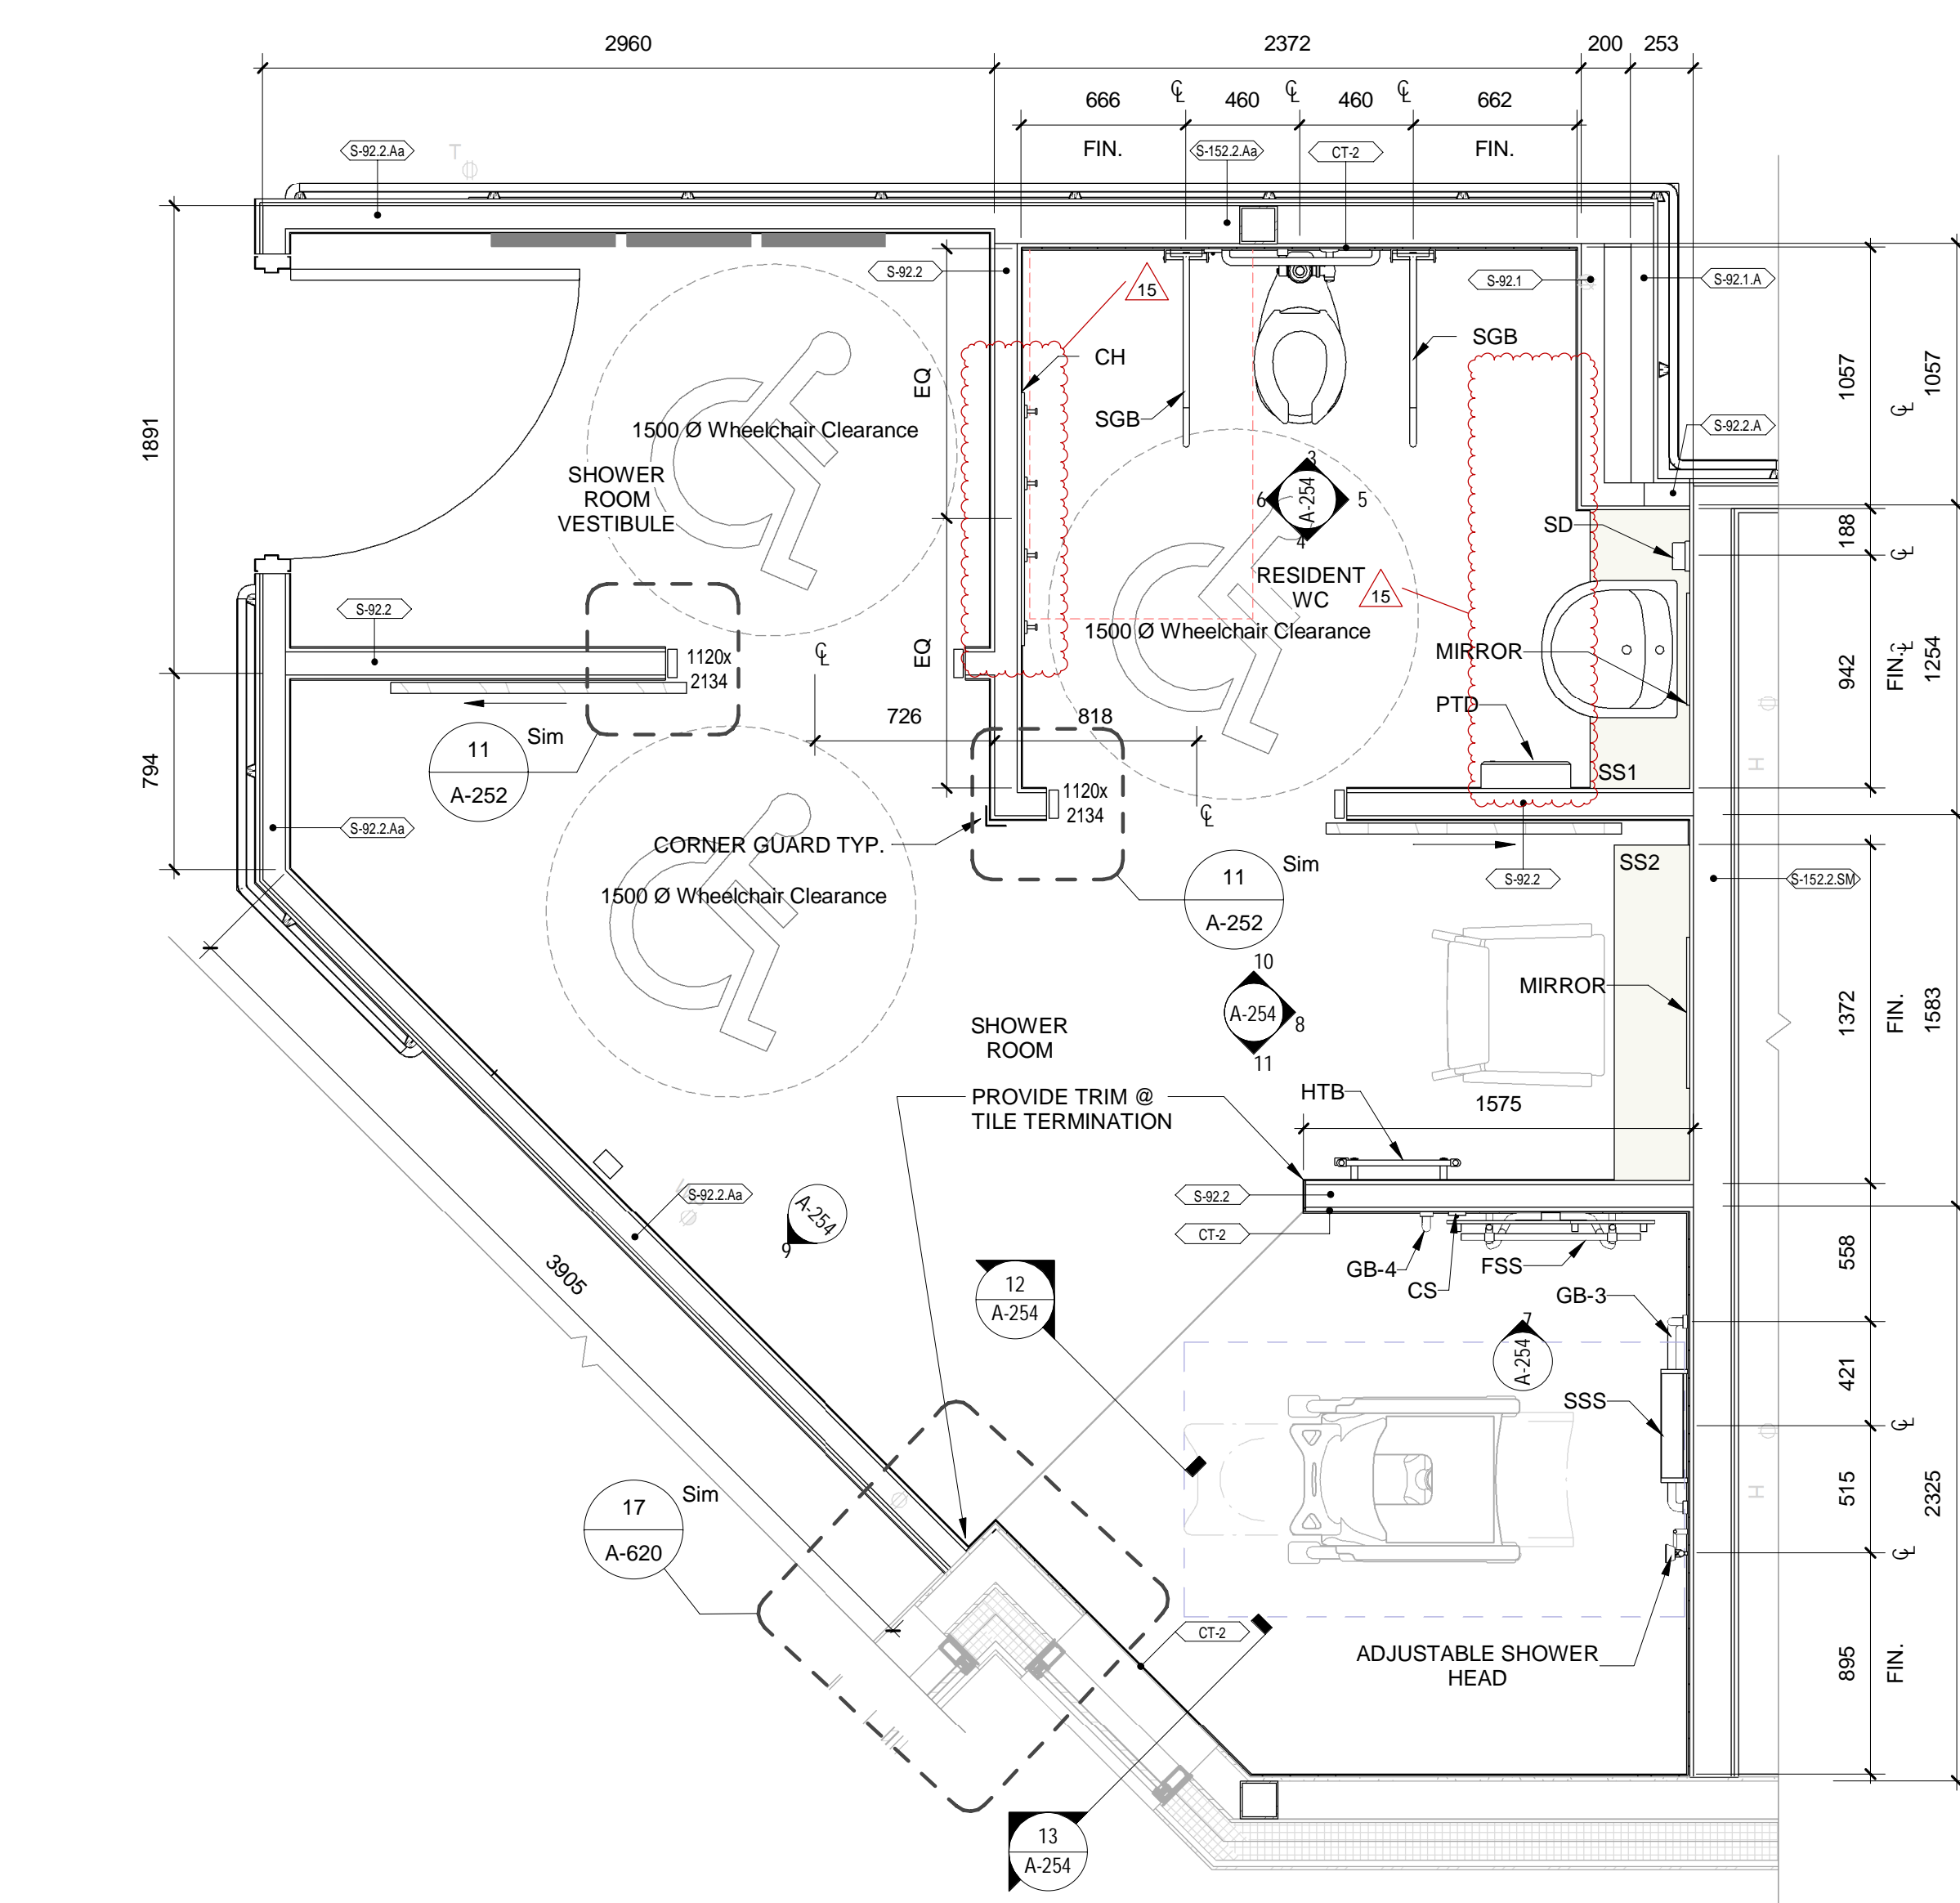 2960
2372
200
253
666
℄
460
℄
460
℄
662
FIN.
FIN.
S-92.2.Aa
T
S-152.2.Aa
CT-2
S-92.2
15
S-92.1
S-92.1.A
SGB
CH
EQ
SGB
1057
1057
℄
1891
1500 Ø Wheelchair Clearance
S-92.2.A
SHOWER
ROOM
VESTIBULE
3
6
A-254
5
4
SD
188
℄
RESIDENT
WC
15
S-92.2
1500 Ø Wheelchair Clearance
1120x
2134
℄
EQ
MIRROR
942
FIN.
℄
1254
PTD
726
818
11
Sim
A-252
794
H
SS1
1120x
2134
℄
S-92.2.Aa
CORNER GUARD TYP.
1500 Ø Wheelchair Clearance
11
Sim
A-252
S-92.2
SS2
S-152.2.SM
10
A-254
8
11
MIRROR
1372
FIN.
1583
SHOWER
ROOM
PROVIDE TRIM @
TILE TERMINATION
HTB
1575
S-92.2.Aa
S-92.2
CT-2
A-254
9
GB-4
CS
FSS
GB-3
558
3905
12
A-254
7
A-254
421
SSS
℄
17
Sim
A-620
H
515
2325
℄
CT-2
ADJUSTABLE SHOWER
HEAD
895
FIN.
13
A-254